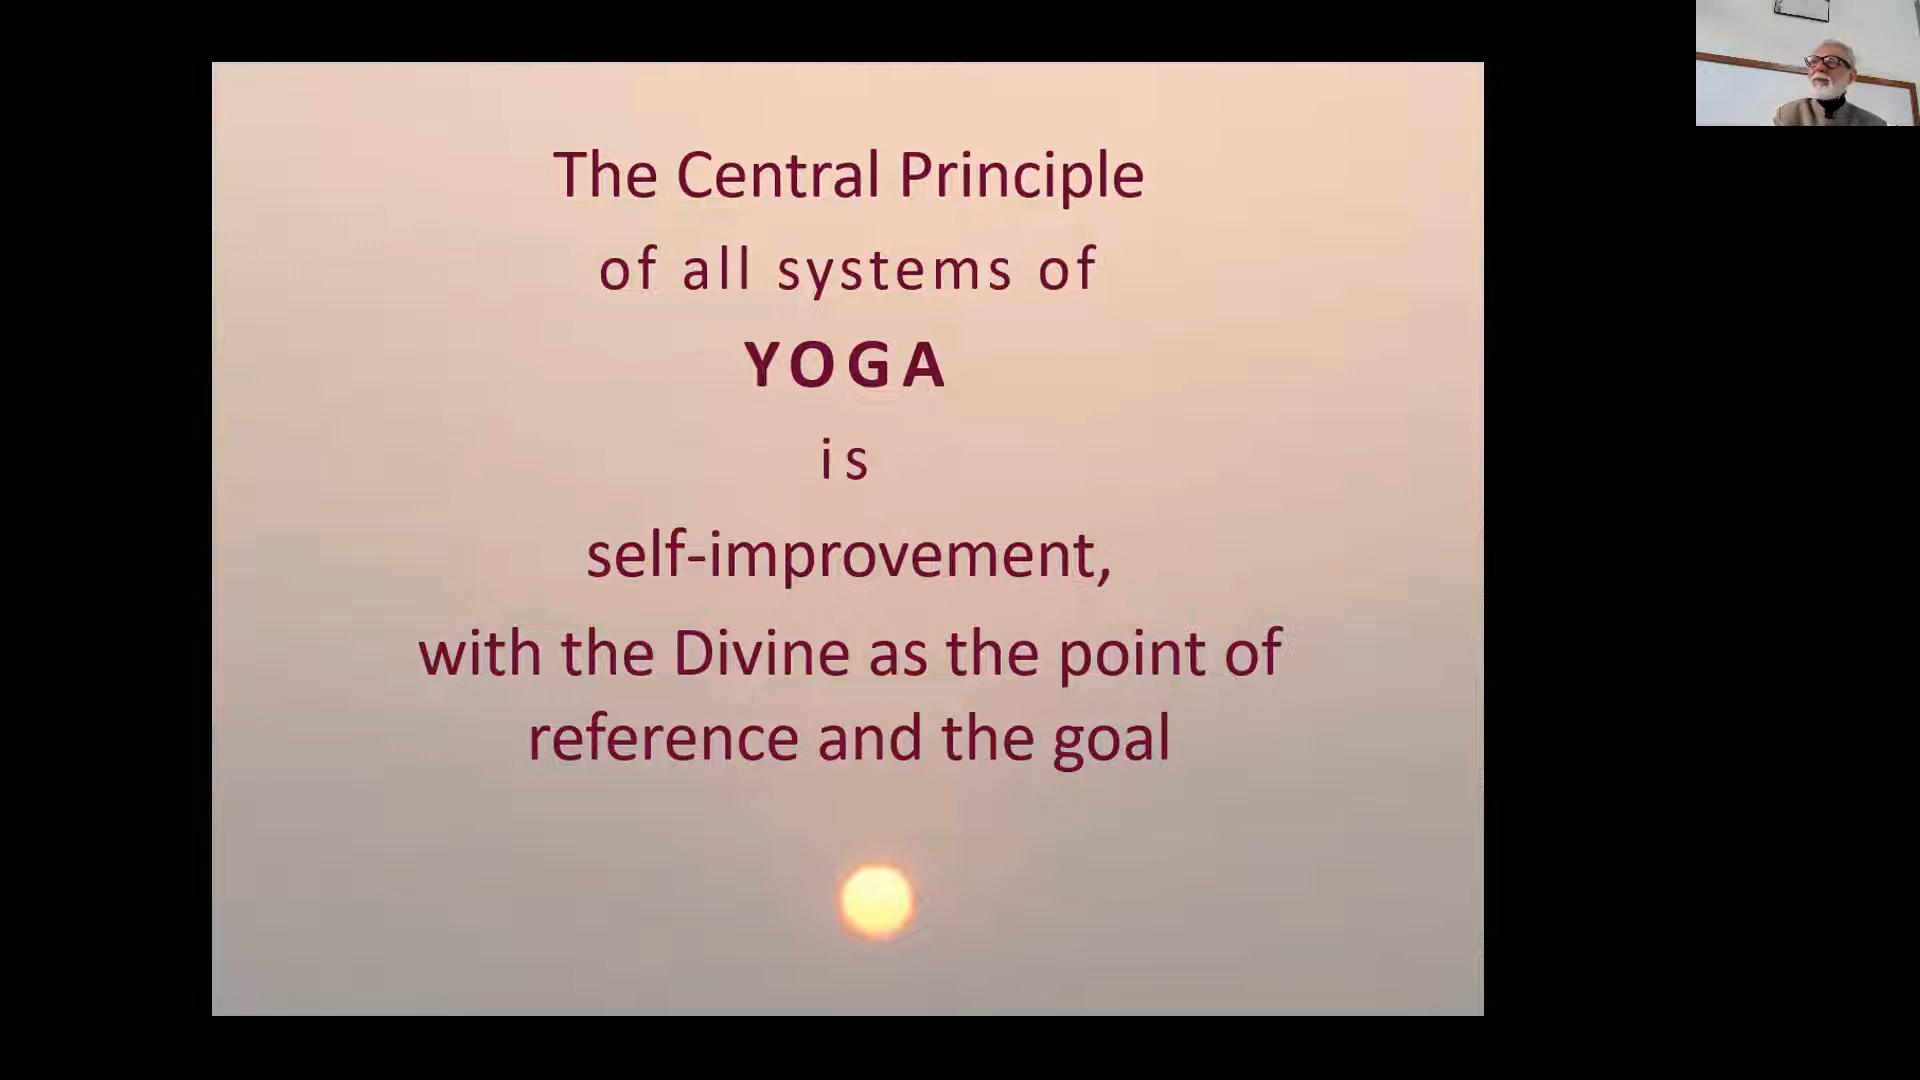 The Central Principle
of all systems of
YOGA
is
self-improvement,
with the Divine as the point of
reference and the goal